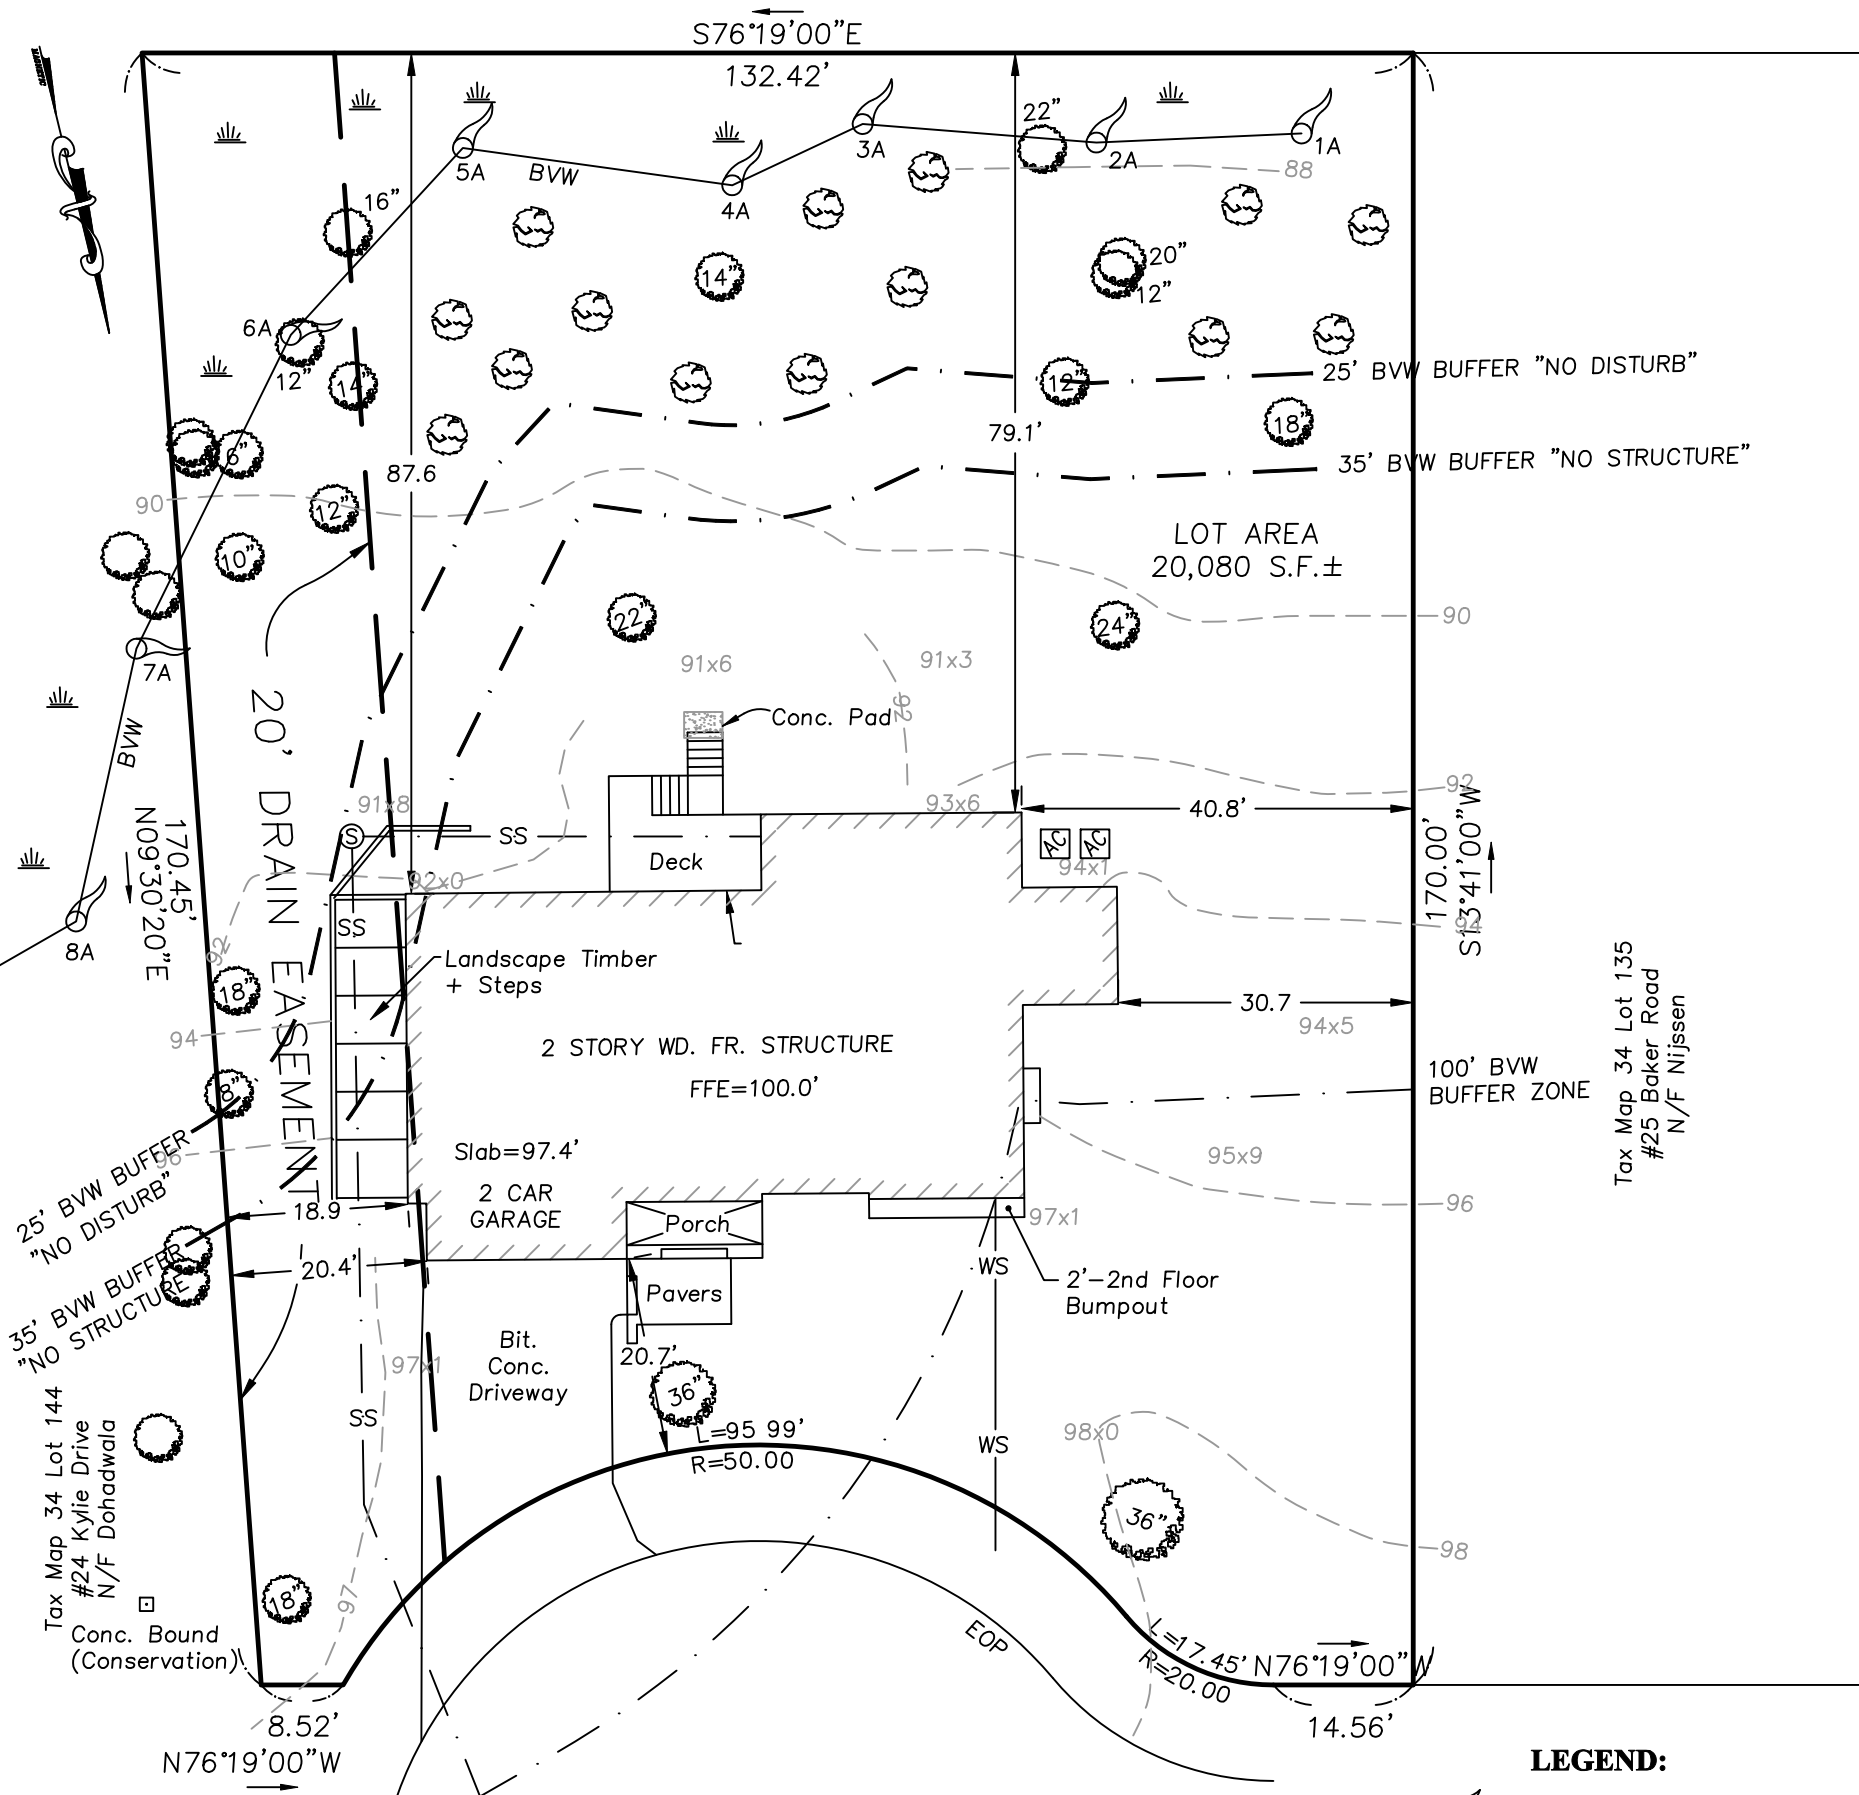 S76°19'00"E
132.42'
MAGNETIC
22"
1A
2A
3A
4A
5A
BVW
88
16"
14"
20"
12"
6A
12"
14"
12"
25' BVW BUFFER "NO DISTURB"
18"
79.1'
6"
87.6
35' BVW BUFFER "NO STRUCTURE"
90
12"
10"
LOT AREA
20,080 S.F.±
22"
24"
90
7A
91x6
91x3
92
BVW
Conc. Pad
20' DRAIN EASEMENT
91x8
93x6
92
40.8'
S
SS
Deck
AC
AC
94x1
92x0
170.45'
N09°30'20"E
170.00'
S13°41'00"W
8A
92
SS
94
Landscape Timber
+ Steps
18"
30.7
94x5
94
2 STORY WD. FR. STRUCTURE
FFE=100.0'
100' BVW
BUFFER ZONE
Tax Map 34 Lot 135
#25 Baker Road
N/F Nijssen
8"
96
Slab=97.4'
95x9
25' BVW BUFFER
"NO DISTURB"
2 CAR
GARAGE
18.9
Porch
97x1
96
35' BVW BUFFER
"NO STRUCTURE
20.4'
WS
2'-2nd Floor
Bumpout
Pavers
Bit.
Conc.
Driveway
97x1
20.7'
36"
SS
L=95 99'
R=50.00
WS
98x0
36"
98
Tax Map 34 Lot 144
#24 Kylie Drive
N/F Dohadwala
18"
97
Conc. Bound
(Conservation)
EOP
L=17.45'
R=20.00
N76°19'00"W
8.52'
14.56'
N76°19'00"W
LEGEND: